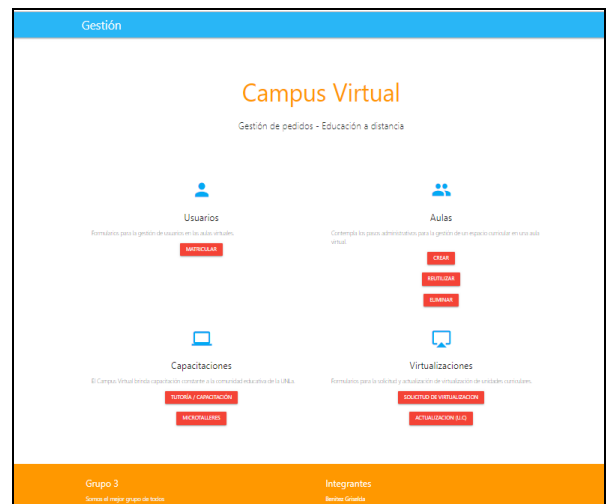 Gestión
Campus Virtual
Gestión de pedidos - Educación a distancia
Usuarios
Formularios para la gestión de usuarios en las aulas virtuales.
MATRICULAR
Aulas
Contempla los pasos administrativos para la gestión de un espacio curricular en una aula
virtual.
CREAR
REUTILIZAR
ELIMINAR
Capacitaciones
El Campus Virtual brinda capacitación constante a la comunidad educativa de la UNLa.
TUTORÍA / CAPACITACIÓN
MICROTALLERES
Virtualizaciones
Formularios para la solicitud y actualización de virtualización de unidades curriculares.
SOLICITUD DE VIRTUALIZACION
ACTUALIZACION (U.C)
Grupo 3
Somos el mejor grupo de todos
Integrantes
Benitez Griselda